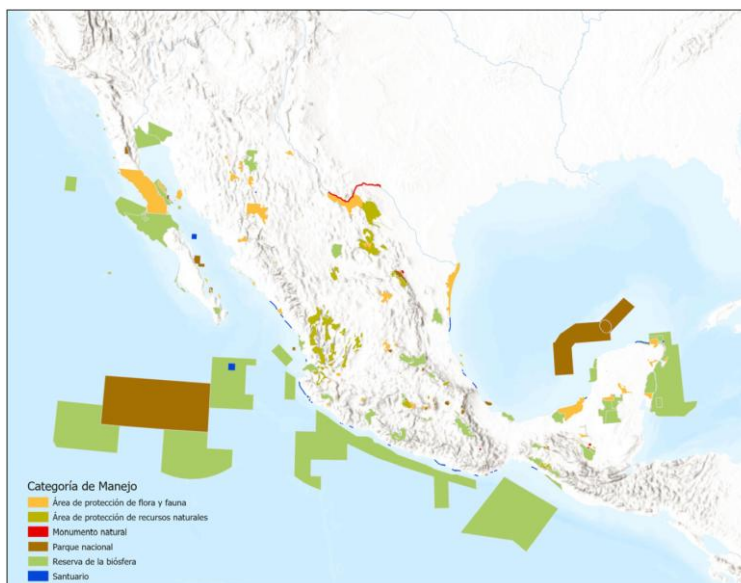 Categoría de Manejo
Área de protección de flora y fauna
Área de protección de recursos naturales
Monumento natural
Parque nacional
Reserva de la biósfera
Santuario